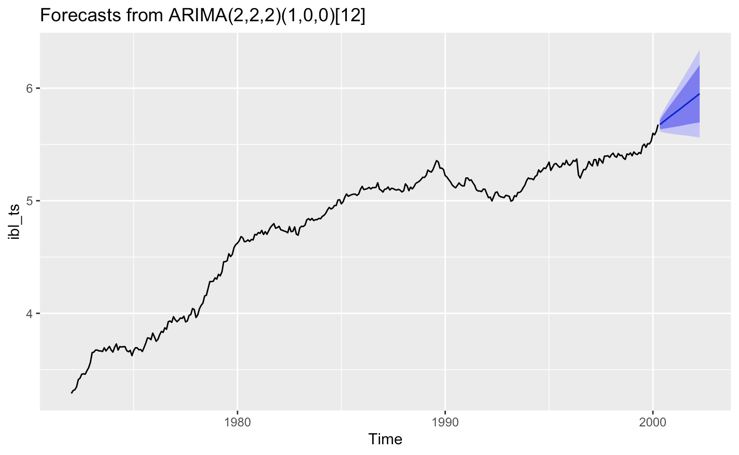 Forecasts from ARIMA(2,2,2)(1,0,0)[12]
6
5
4
ibl_ts
1980 1990 2000
Time